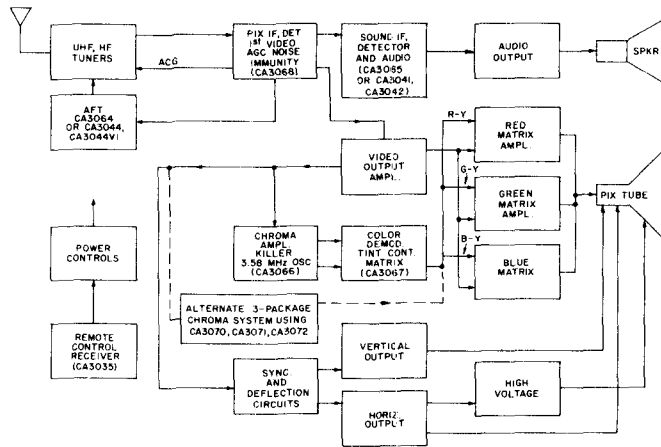 UHF, HF
TUNERS
ACG
PIX IF, DET
1st VIDEO
AGC NOISE
IMMUNITY
(CA3068)
SOUND IF,
DETECTOR
AND AUDIO
(CA3065
OR CA3041,
CA3042)
AUDIO
OUTPUT
SPKR
AFT
CA3064
OR CA3044,
CA3044V1
VIDEO
OUTPUT
AMPL.
R-Y
RED
MATRIX
AMPL.
G-Y
GREEN
MATRIX
AMPL.
PIX TUBE
POWER
CONTROLS
CHROMA
AMPL.
KILLER
3.58 MHz OSC
(CA3066)
COLOR
DEMOD.
TINT CONT.
MATRIX
(CA3067)
B-Y
BLUE
MATRIX
ALTERNATE 3-PACKAGE
CHROMA SYSTEM USING
CA3070, CA3071, CA3072
REMOTE
CONTROL
RECEIVER
(CA3035)
SYNC.
AND
DEFLECTION
CIRCUITS
VERTICAL
OUTPUT
HORIZ.
OUTPUT
HIGH
VOLTAGE